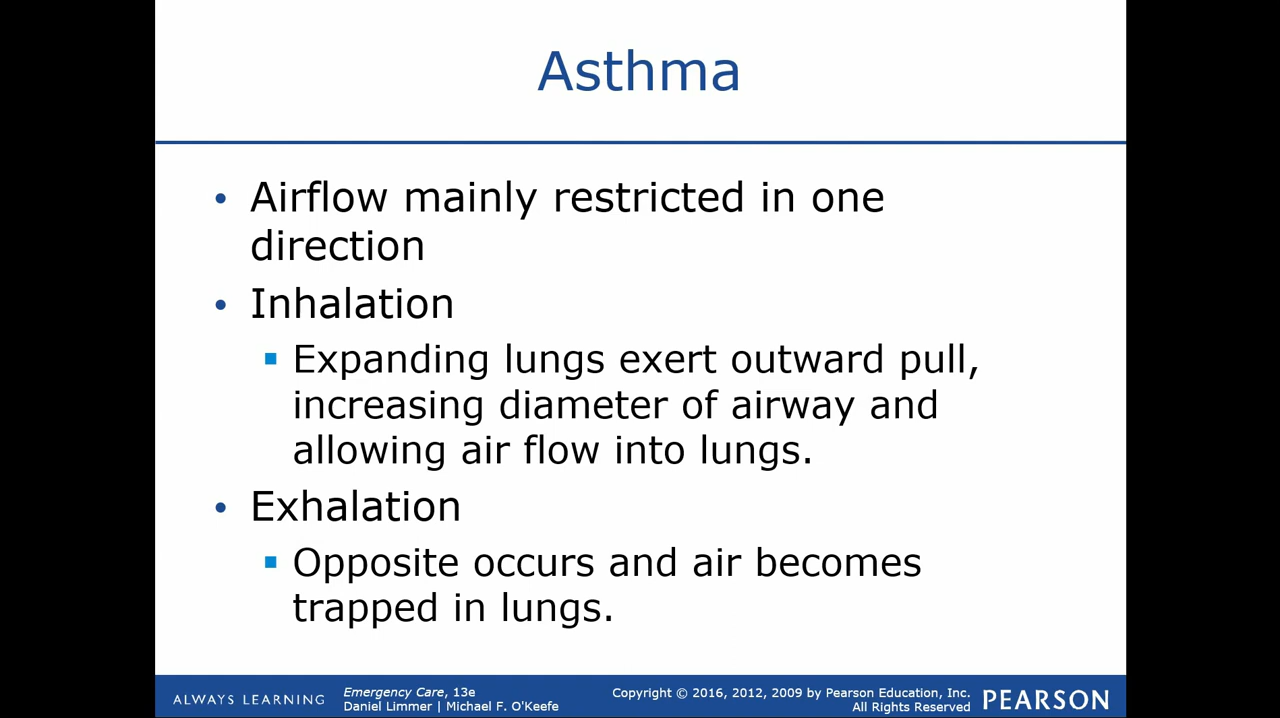 Asthma
• Airflow mainly restricted in one
direction
• Inhalation
▪ Expanding lungs exert outward pull,
increasing diameter of airway and
allowing air flow into lungs.
• Exhalation
▪ Opposite occurs and air becomes
trapped in lungs.
ALWAYS LEARNING
Emergency Care, 13e
Daniel Limmer | Michael F. O'Keefe
Copyright © 2016, 2012, 2009 by Pearson Education, Inc.
All Rights Reserved
PEARSON